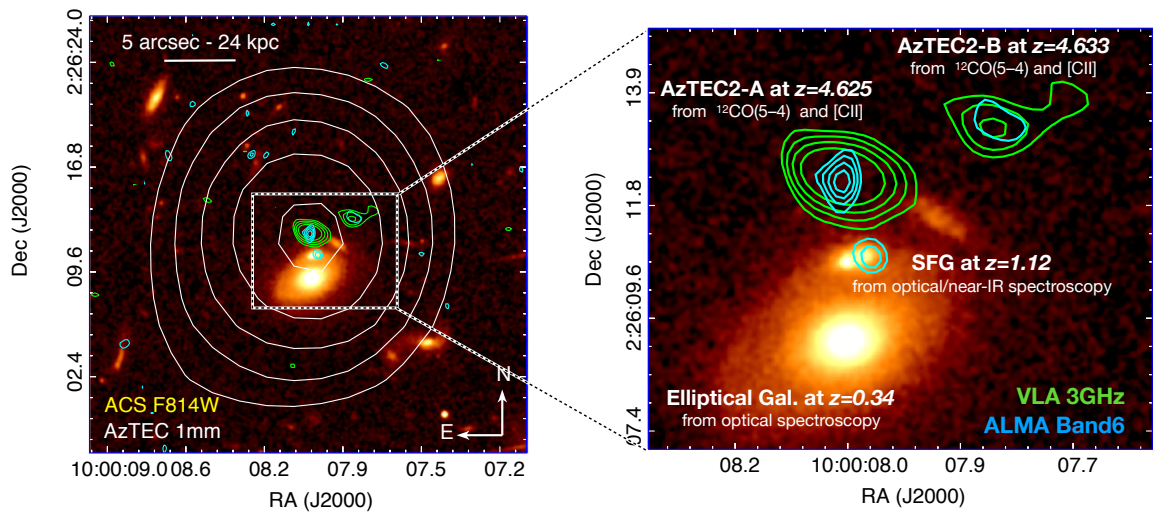 5 arcsec - 24 kpc
ACS F814W
AzTEC 1mm
N
E
2:26:24.0
16.8
09.6
02.4
Dec (J2000)
10:00:09.0
08.6
08.2
07.9
07.5
07.2
RA (J2000)
AzTEC2-B at z=4.633
from ¹²CO(5–4) and [CII]
AzTEC2-A at z=4.625
from ¹²CO(5–4) and [CII]
SFG at z=1.12
from optical/near-IR spectroscopy
Elliptical Gal. at z=0.34
from optical spectroscopy
VLA 3GHz
ALMA Band6
13.9
11.8
2:26:09.6
07.4
Dec (J2000)
08.2
10:00:08.0
07.9
07.7
RA (J2000)